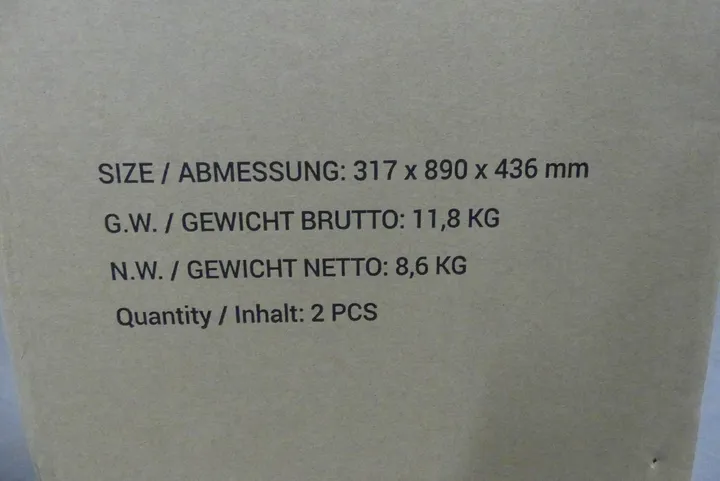 SIZE / ABMESSUNG: 317 x 890 x 436 mm
G.W. / GEWICHT BRUTTO: 11,8 KG
N.W. / GEWICHT NETTO: 8,6 KG
Quantity / Inhalt: 2 PCS